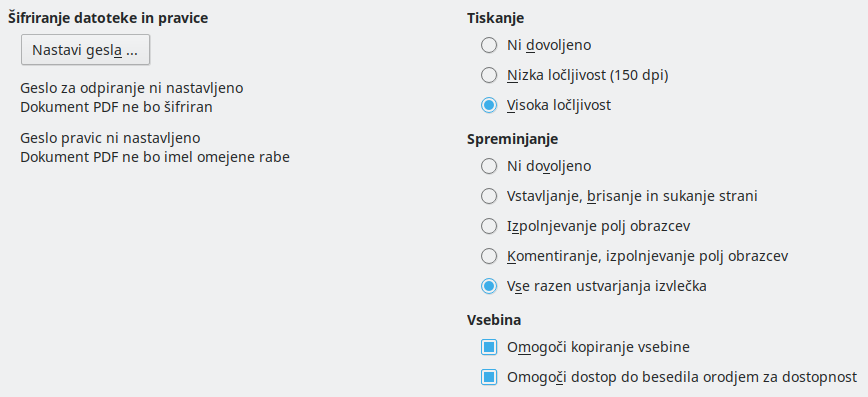 Šifriranje datoteke in pravice
Nastavi gesla ...
Geslo za odpiranje ni nastavljeno
Dokument PDF ne bo šifriran
Geslo pravic ni nastavljeno
Dokument PDF ne bo imel omejene rabe
Tiskanje
Ni dovoljeno
Nizka ločljivost (150 dpi)
Visoka ločljivost
Spreminjanje
Ni dovoljeno
Vstavljanje, brisanje in sukanje strani
Izpolnjevanje polj obrazcev
Komentiranje, izpolnjevanje polj obrazcev
Vse razen ustvarjanja izvlečka
Vsebina
Omogoči kopiranje vsebine
Omogoči dostop do besedila orodjem za dostopnost